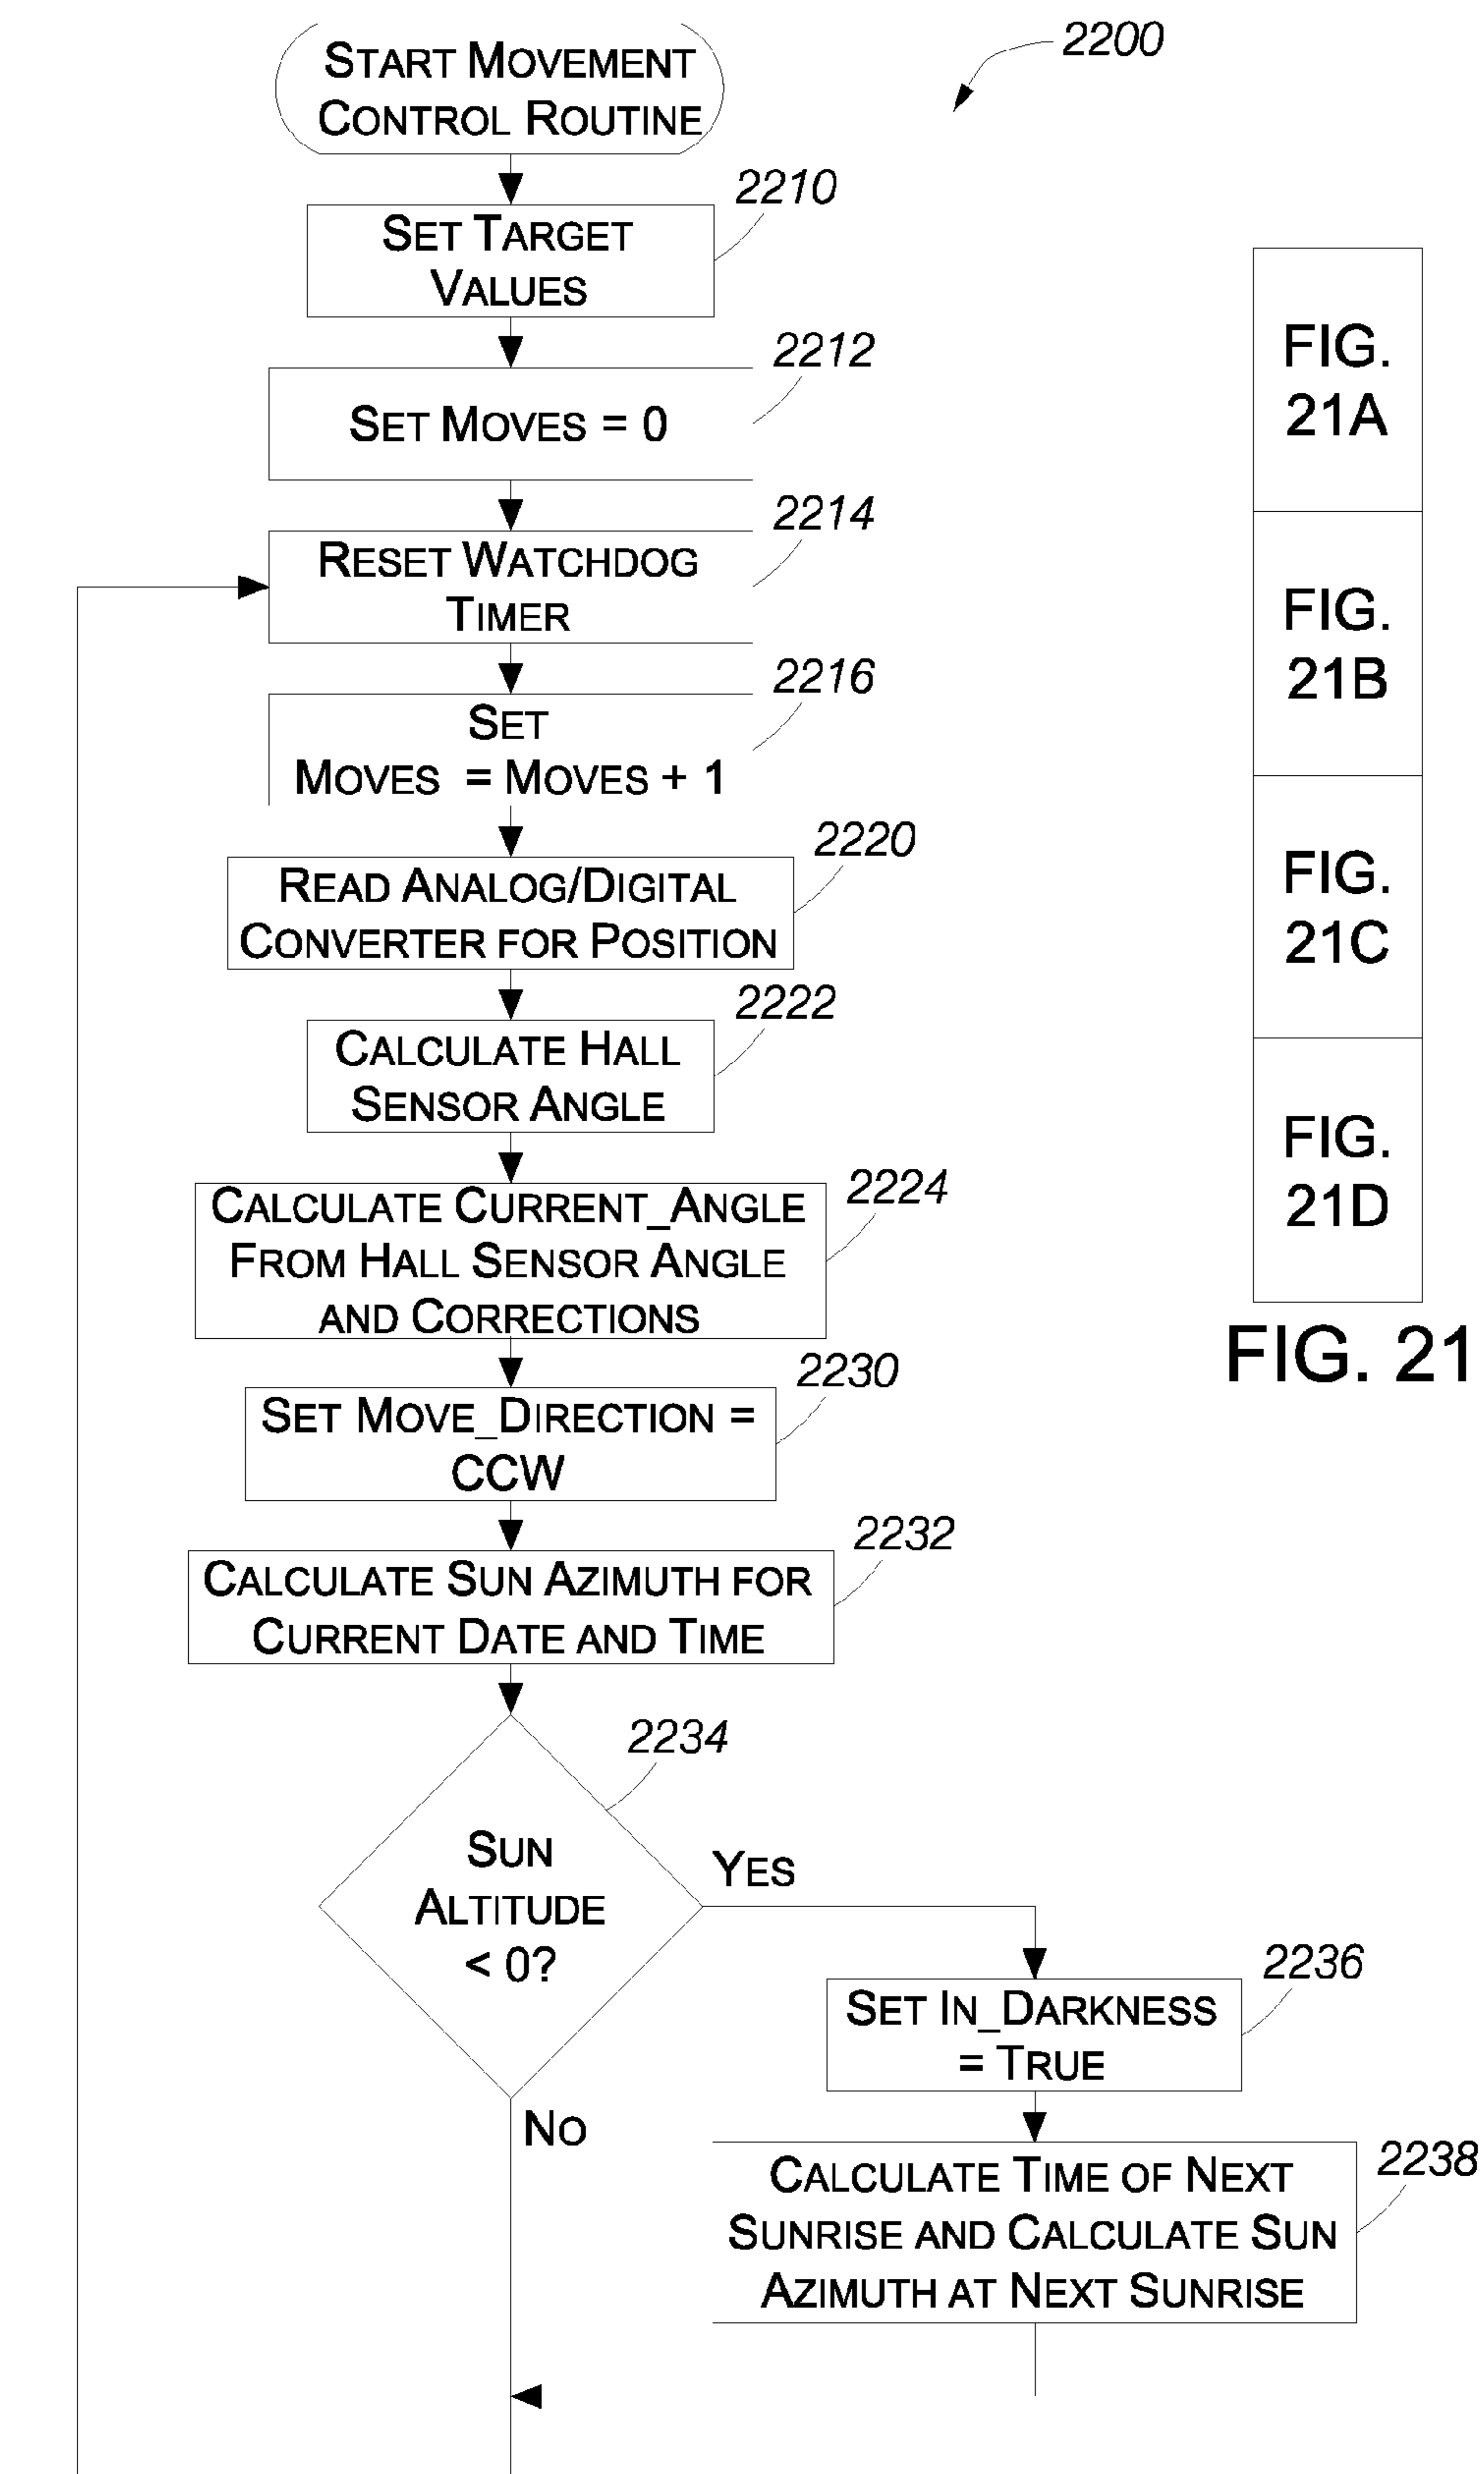 2200
START MOVEMENT
CONTROL ROUTINE
2210
SET TARGET
VALUES
2212
SET MOVES = 0
2214
RESET WATCHDOG
TIMER
2216
SET
MOVES = MOVES + 1
2220
READ ANALOG/DIGITAL
CONVERTER FOR POSITION
2222
CALCULATE HALL
SENSOR ANGLE
2224
CALCULATE CURRENT_ANGLE
FROM HALL SENSOR ANGLE
AND CORRECTIONS
2230
SET MOVE_DIRECTION =
CCW
2232
CALCULATE SUN AZIMUTH FOR
CURRENT DATE AND TIME
2234
SUN
ALTITUDE
< 0?
YES
NO
2236
SET IN_DARKNESS
= TRUE
2238
CALCULATE TIME OF NEXT
SUNRISE AND CALCULATE SUN
AZIMUTH AT NEXT SUNRISE
FIG.
21A
FIG.
21B
FIG.
21C
FIG.
21D
FIG. 21